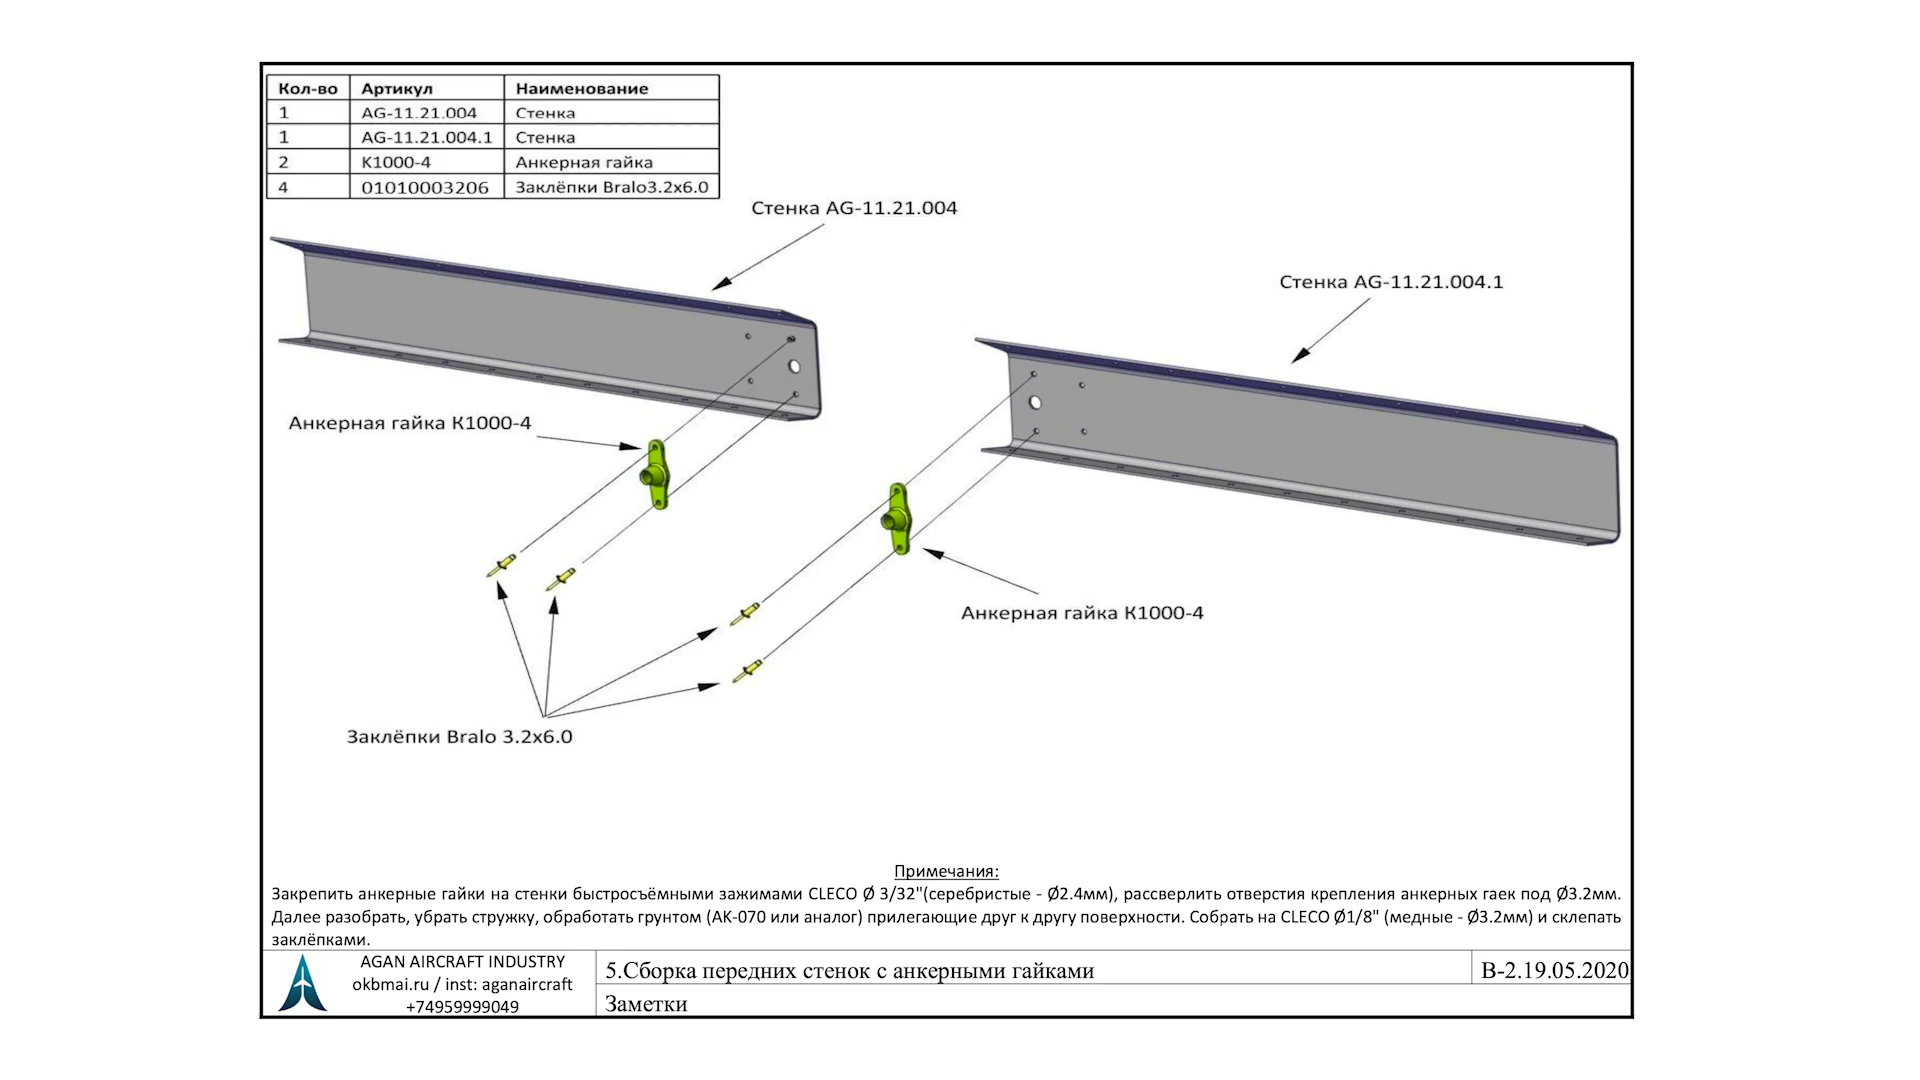 Кол-во Артикул Наименование
1 AG-11.21.004 Стенка
1 AG-11.21.004.1 Стенка
2 К1000-4 Анкерная гайка
4 01010003206 Заклёпки Bralo3.2x6.0
Стенка AG-11.21.004
Стенка AG-11.21.004.1
Анкерная гайка К1000-4
Анкерная гайка К1000-4
Заклёпки Bralo 3.2x6.0
Примечания:
Закрепить анкерные гайки на стенки быстросъёмными зажимами CLECO Ø 3/32"(серебристые - Ø2.4мм), рассверлить отверстия крепления анкерных гаек под Ø3.2мм.
Далее разобрать, убрать стружку, обработать грунтом (АК-070 или аналог) прилегающие друг к другу поверхности. Собрать на CLECO Ø1/8" (медные - Ø3.2мм) и склепать
заклёпками.
AGAN AIRCRAFT INDUSTRY
okbmai.ru / inst: aganaircraft
+74959999049
5.Сборка передних стенок с анкерными гайками
В-2.19.05.2020
Заметки